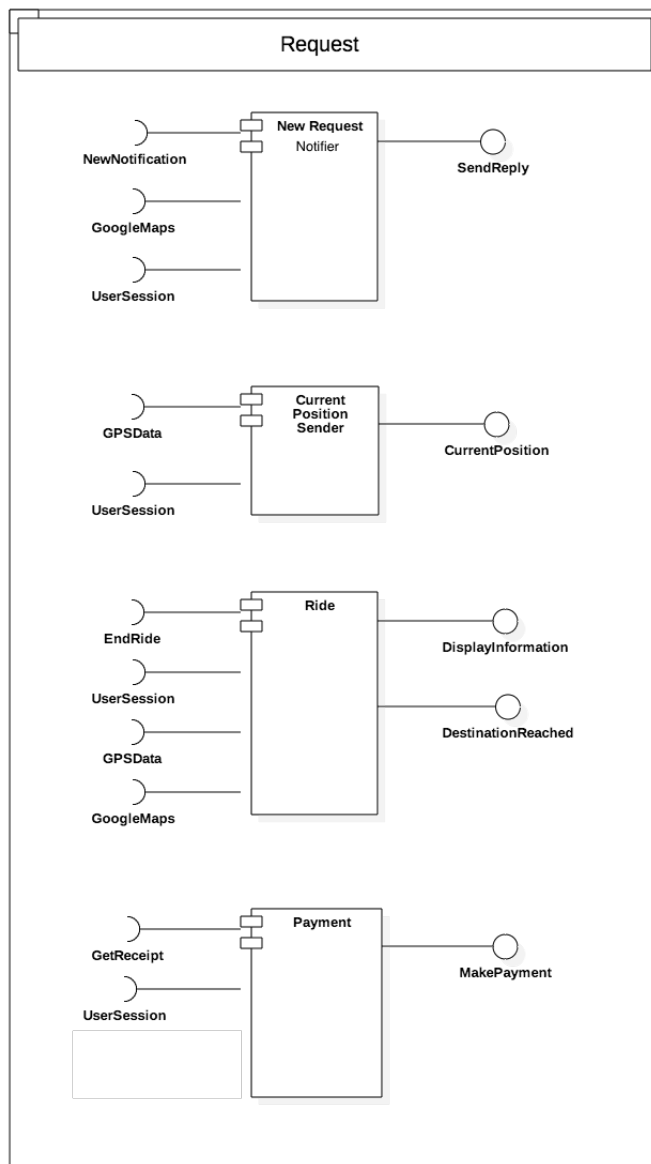 Request
New Request
Notifier
NewNotification
SendReply
GoogleMaps
UserSession
Current
Position
Sender
GPSData
CurrentPosition
UserSession
Ride
EndRide
DisplayInformation
UserSession
DestinationReached
GPSData
GoogleMaps
Payment
GetReceipt
MakePayment
UserSession